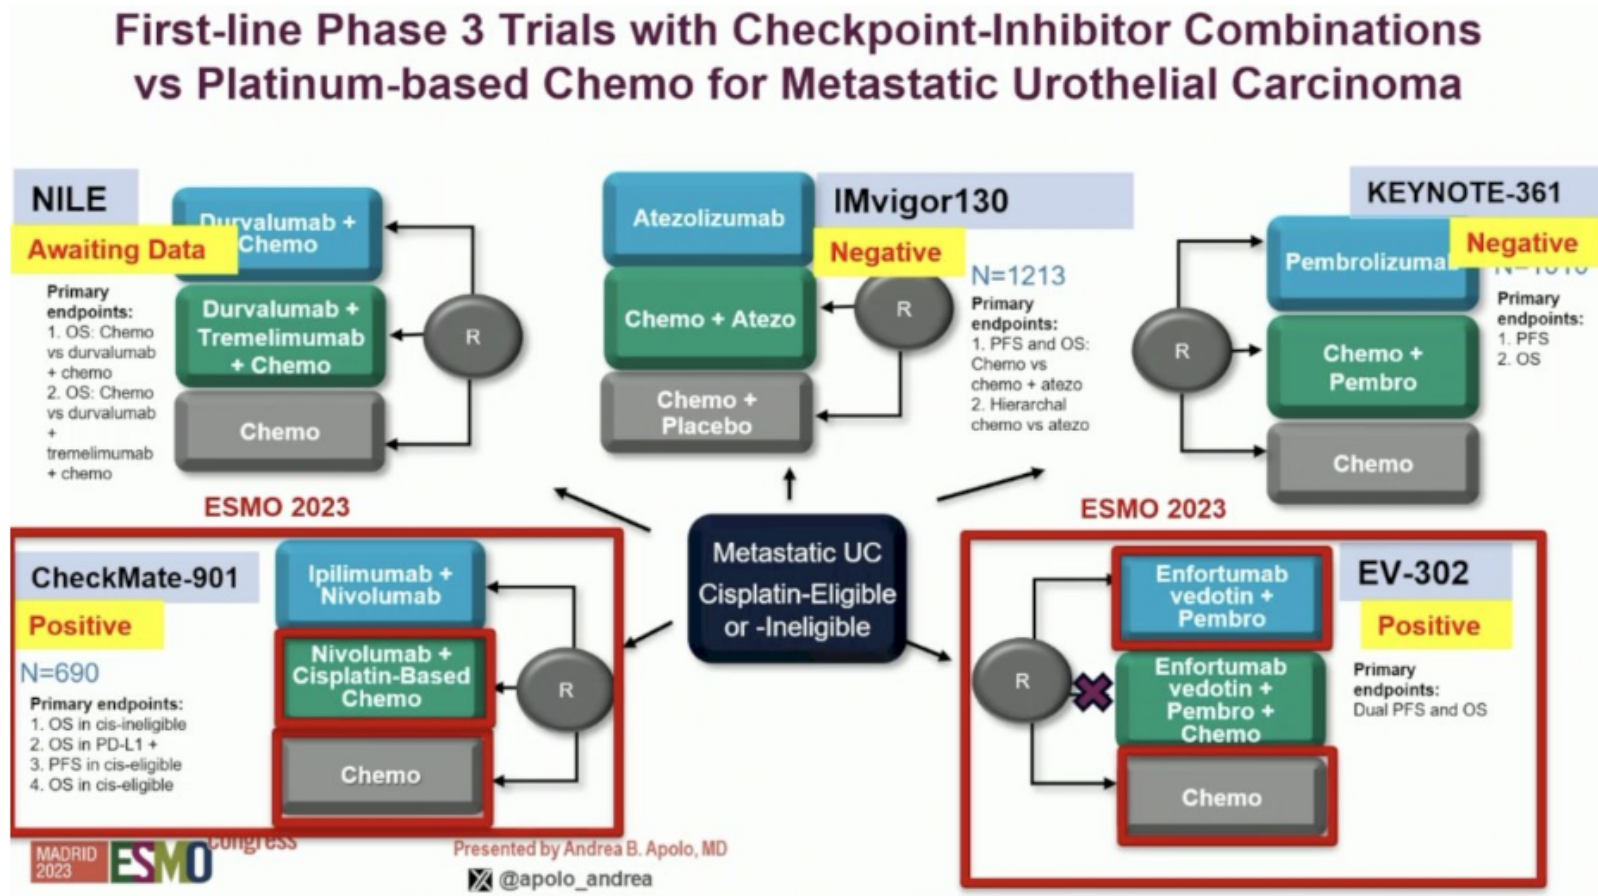 First-line Phase 3 Trials with Checkpoint-Inhibitor Combinations
vs Platinum-based Chemo for Metastatic Urothelial Carcinoma
NILE
Awaiting Data
Primary
endpoints:
1. OS: Chemo
vs durvalumab
+ chemo
2. OS: Chemo
vs durvalumab
+
tremelimumab
+ chemo
Durvalumab +
Chemo
Durvalumab +
Tremelimumab
+ Chemo
Chemo
R
Atezolizumab
Chemo + Atezo
Chemo +
Placebo
R
IMvigor130
Negative
N=1213
Primary
endpoints:
1. PFS and OS:
Chemo vs
chemo + atezo
2. Hierarchal
chemo vs atezo
KEYNOTE-361
Negative
R
Pembrolizumab
Chemo +
Pembro
Chemo
Primary
endpoints:
1. PFS
2. OS
ESMO 2023
CheckMate-901
Positive
N=690
Primary endpoints:
1. OS in cis-ineligible
2. OS in PD-L1 +
3. PFS in cis-eligible
4. OS in cis-eligible
Ipilimumab +
Nivolumab
Nivolumab +
Cisplatin-Based
Chemo
Chemo
R
Metastatic UC
Cisplatin-Eligible
or -Ineligible
ESMO 2023
R
Enfortumab
vedotin +
Pembro
Enfortumab
vedotin +
Pembro +
Chemo
Chemo
EV-302
Positive
Primary
endpoints:
Dual PFS and OS
MADRID
2023
ESMO
congress
Presented by Andrea B. Apolo, MD
@apolo_andrea